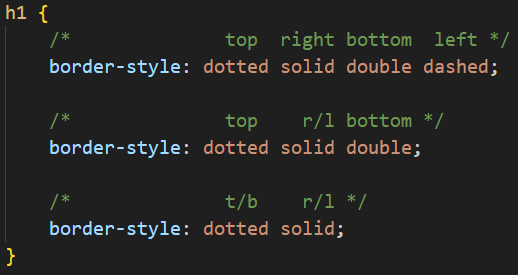 h1 {
    /*            top  right bottom  left */
    border-style: dotted solid double dashed;

    /*            top    r/l bottom */
    border-style: dotted solid double;

    /*            t/b    r/l */
    border-style: dotted solid;
}